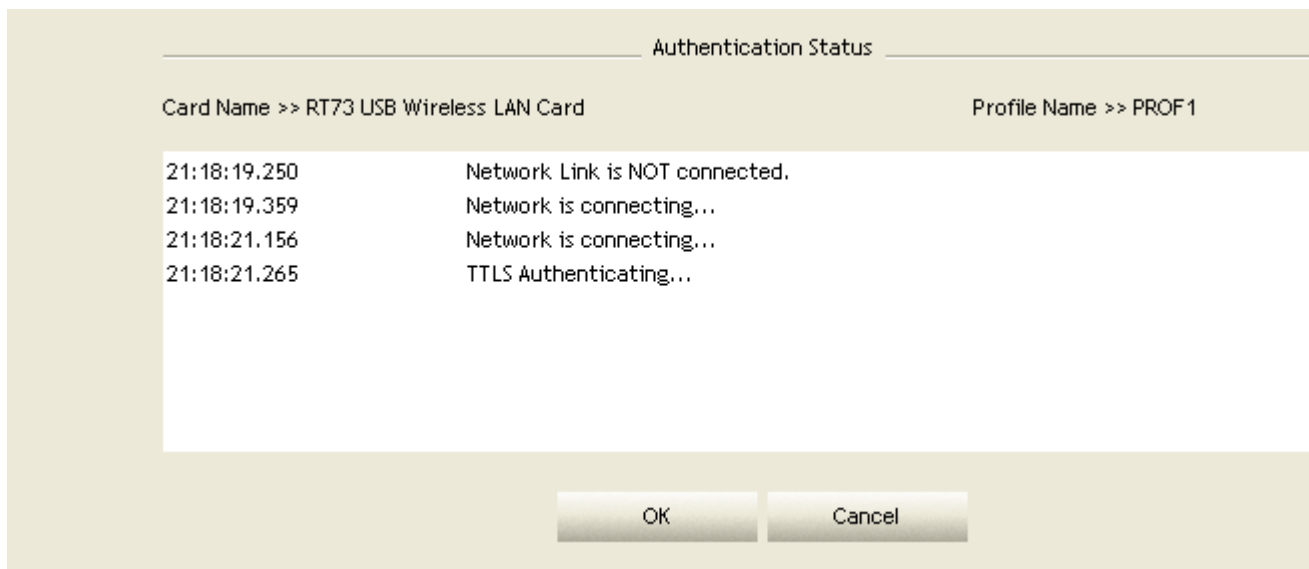 Authentication Status
Card Name >> RT73 USB Wireless LAN Card Profile Name >> PROF1
21:18:19.250 Network Link is NOT connected.
21:18:19.359 Network is connecting...
21:18:21.156 Network is connecting...
21:18:21.265 TTLS Authenticating...
OK Cancel